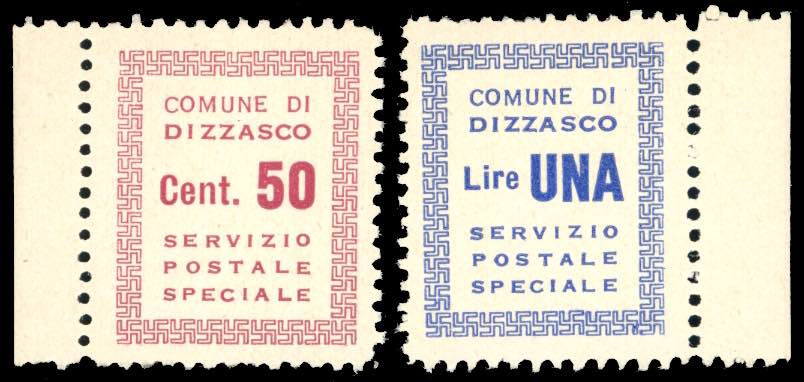 COMUNE DI
DIZZASCO
Cent. 50
SERVIZIO
POSTALE
SPECIALE
COMUNE DI
DIZZASCO
Lire UNA
SERVIZIO
POSTALE
SPECIALE